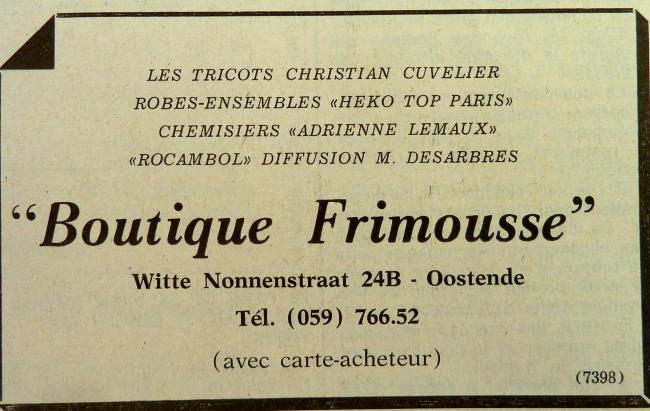 LES TRICOTS CHRISTIAN CUVELIER
ROBES-ENSEMBLES «HEKO TOP PARIS»
CHEMISIERS «ADRIENNE LEMAUX»
«ROCAMBOL» DIFFUSION M. DESARBRES
“Boutique Frimousse”
Witte Nonnenstraat 24B - Oostende
Tél. (059) 766.52
(avec carte-acheteur)
(7398)